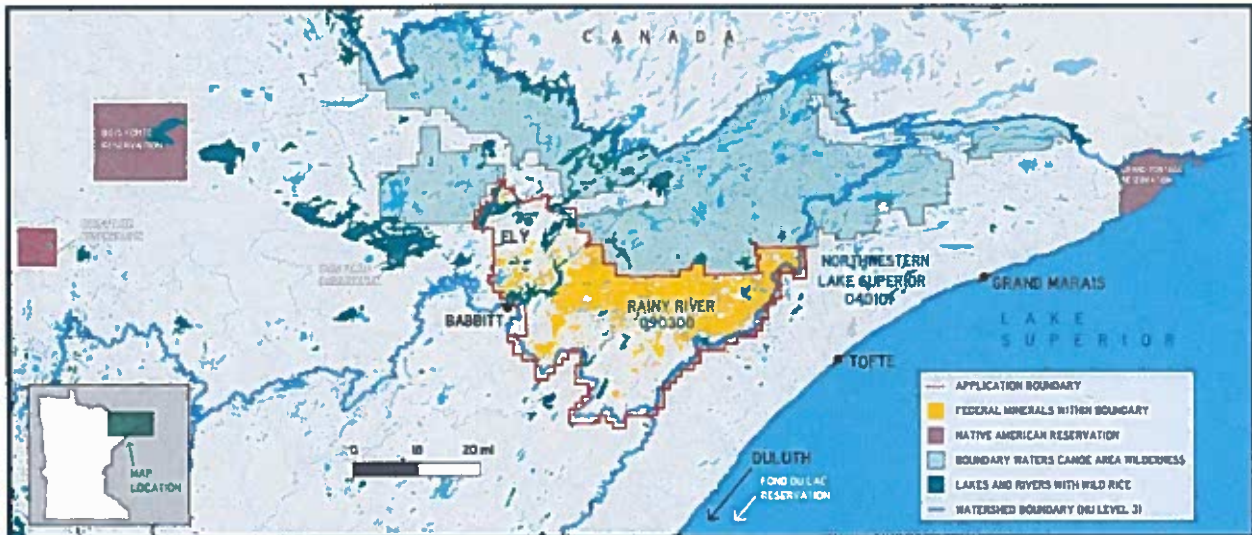 CANADA
BOIS FORTE
RESERVATION
GRAND PORTAGE
RESERVATION
ELY
NORTHWESTERN
LAKE SUPERIOR
040101
RAINY RIVER
090300
BABBITT
GRAND MARAIS
LAKE
SUPERIOR
TOFTE
0
20 mi
DULUTH
FOND DU LAC
RESERVATION
MAP
LOCATION
APPLICATION BOUNDARY
FEDERAL MINERALS WITHIN BOUNDARY
NATIVE AMERICAN RESERVATION
BOUNDARY WATERS CANOE AREA WILDERNESS
LAKES AND RIVERS WITH WILD RICE
WATERSHED BOUNDARY (HU LEVEL 3)